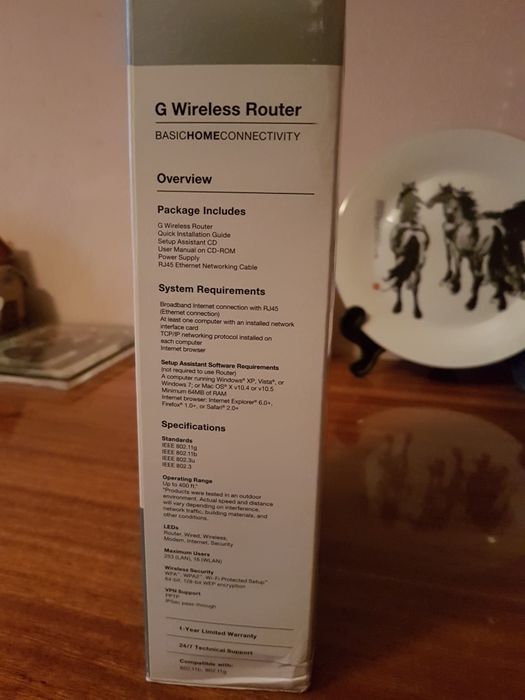 G Wireless Router
BASICHOMECONNECTIVITY
Overview
Package Includes
G Wireless Router
Quick Installation Guide
Setup Assistant CD
User Manual on CD-ROM
Power Supply
RJ45 Ethernet Networking Cable
System Requirements
Broadband Internet connection with RJ45
(Ethernet connection)
At least one computer with an installed network
interface card
TCP/IP networking protocol installed on
each computer
Internet browser
Setup Assistant Software Requirements
(not required to use Router)
A computer running Windows® XP, Vista®, or
Windows 7; or Mac OS® X v10.4 or v10.5
Minimum 64MB of RAM
Internet browser: Internet Explorer® 6.0+,
Firefox® 1.0+, or Safari® 2.0+
Specifications
Standards
IEEE 802.11g
IEEE 802.11b
IEEE 802.3u
IEEE 802.3
Operating Range
Up to 400 ft.*
*Products were tested in an outdoor
environment. Actual speed and distance
will vary depending on interference,
network traffic, building materials, and
other conditions.
LEDs
Router, Wired, Wireless,
Modem, Internet, Security
Maximum Users
253 (LAN), 16 (WLAN)
Wireless Security
WPA™, WPA2™, Wi-Fi Protected Setup™
64-bit, 128-bit WEP encryption
VPN Support
PPTP
IPSec pass-through
1-Year Limited Warranty
24/7 Technical Support
Compatible with:
802.11b, 802.11g